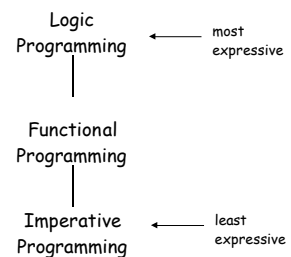 Logic
Programming
most
expressive
Functional
Programming
Imperative
Programming
least
expressive